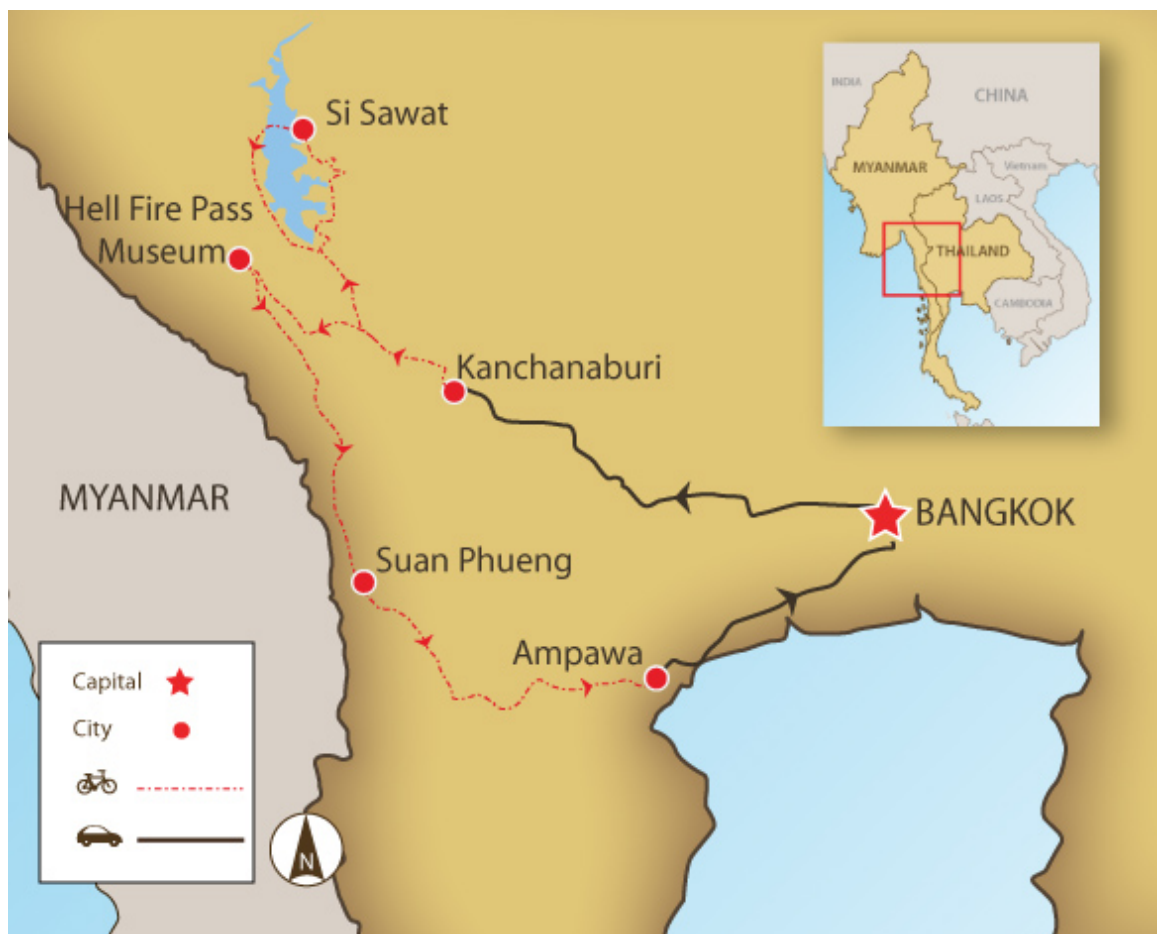 Si Sawat
Hell Fire Pass
Museum
Kanchanaburi
MYANMAR
BANGKOK
Suan Phueng
Ampawa
Capital
City
N
INDIA
CHINA
MYANMAR
Vietnam
LAOS
THAILAND
CAMBODIA